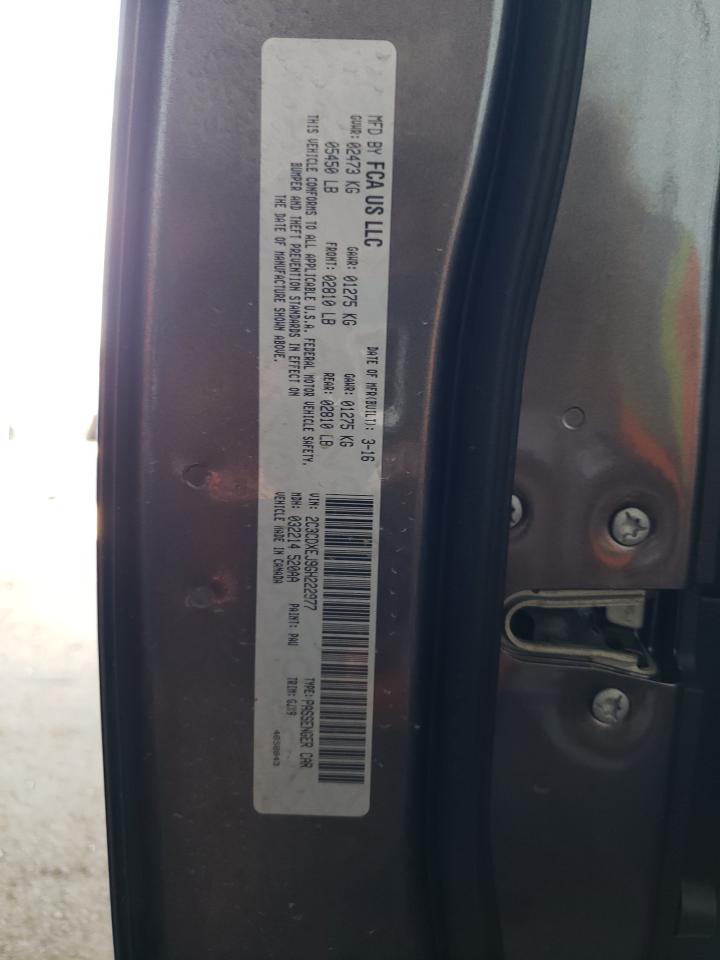 MFD BY FCA US LLC
DATE OF MFR(BUILT): 3-16
GVWR: 02473 KG GAWR: 01275 KG GAWR: 01275 KG
05450 LB FRONT: 02810 LB REAR: 02810 LB
THIS VEHICLE CONFORMS TO ALL APPLICABLE U.S.A. FEDERAL MOTOR VEHICLE SAFETY,
BUMPER AND THEFT PREVENTION STANDARDS IN EFFECT ON
THE DATE OF MANUFACTURE SHOWN ABOVE.
VIN: 2C3CDXEJ9GH222977 TYPE: PASSENGER CAR
MDH: 032214 520AA PAINT: PAU TRIM: GJX9
VEHICLE MADE IN CANADA